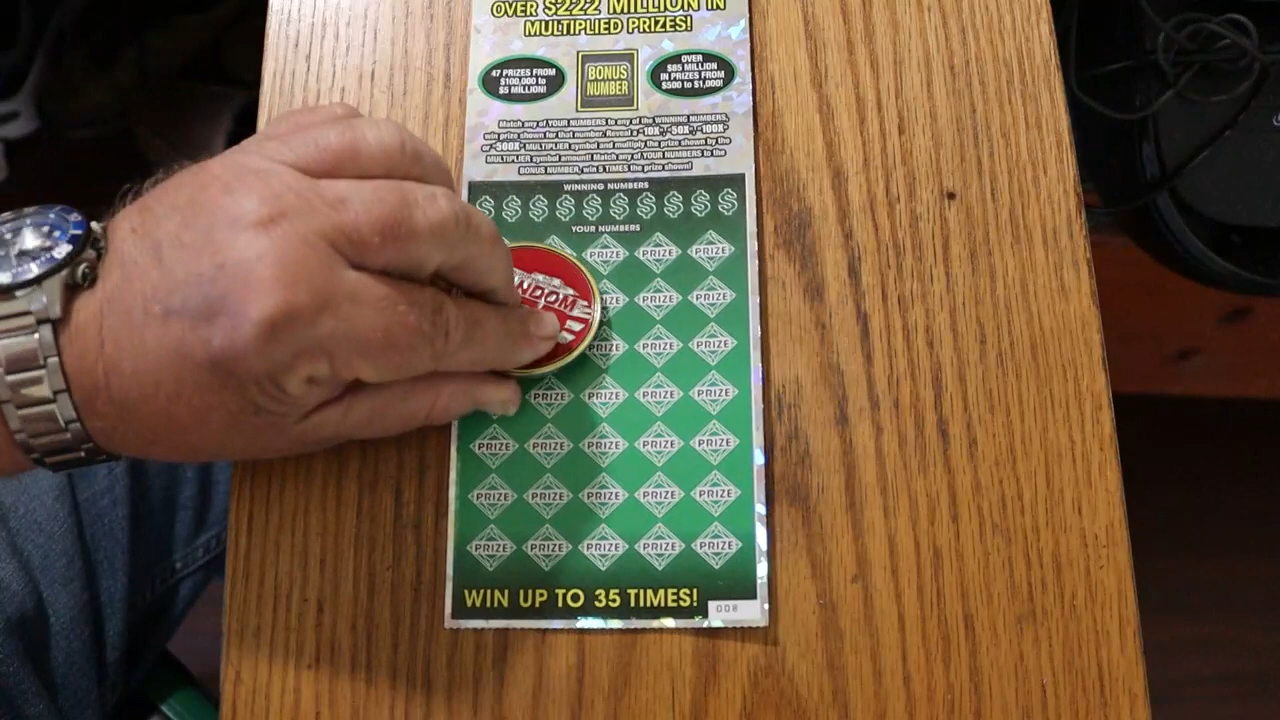 OVER $222 MILLION IN
MULTIPLIED PRIZES!
47 PRIZES FROM
$100,000 to
$5 MILLION!
BONUS
NUMBER
OVER
$85 MILLION
IN PRIZES FROM
$500 to $1,000!
Match any of YOUR NUMBERS to any of the WINNING NUMBERS,
win prize shown for that number. Reveal a "10X", "50X", "100X"
or "500X" MULTIPLIER symbol and multiply the prize shown by the
MULTIPLIER symbol amount! Match any of YOUR NUMBERS to the
BONUS NUMBER, win 5 TIMES the prize shown!
WINNING NUMBERS
$ $ $ $ $ $ $ $ $ $
YOUR NUMBERS
PRIZE PRIZE PRIZE
NDOM PRIZE PRIZE
PRIZE PRIZE PRIZE
PRIZE PRIZE PRIZE PRIZE
PRIZE PRIZE PRIZE PRIZE PRIZE
PRIZE PRIZE PRIZE PRIZE PRIZE
PRIZE PRIZE PRIZE PRIZE PRIZE
WIN UP TO 35 TIMES!
008